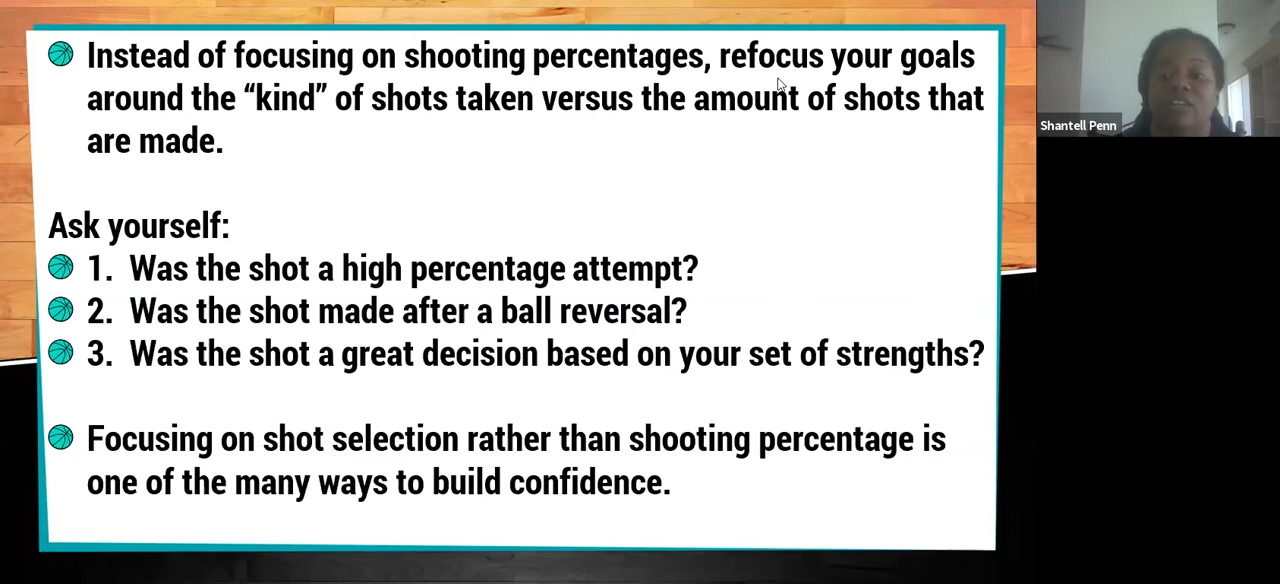 Instead of focusing on shooting percentages, refocus your goals
around the “kind” of shots taken versus the amount of shots that
are made.
Ask yourself:
1. Was the shot a high percentage attempt?
2. Was the shot made after a ball reversal?
3. Was the shot a great decision based on your set of strengths?
Focusing on shot selection rather than shooting percentage is
one of the many ways to build confidence.
Shantell Penn